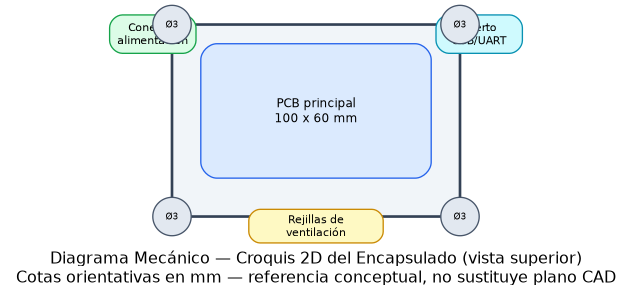 Ø3
Ø3
alimentación
PCB principal
100 x 60 mm
Ø3
Rejillas de
ventilación
Ø3
Diagrama Mecánico — Croquis 2D del Encapsulado (vista superior)
Cotas orientativas en mm — referencia conceptual, no sustituye plano CAD